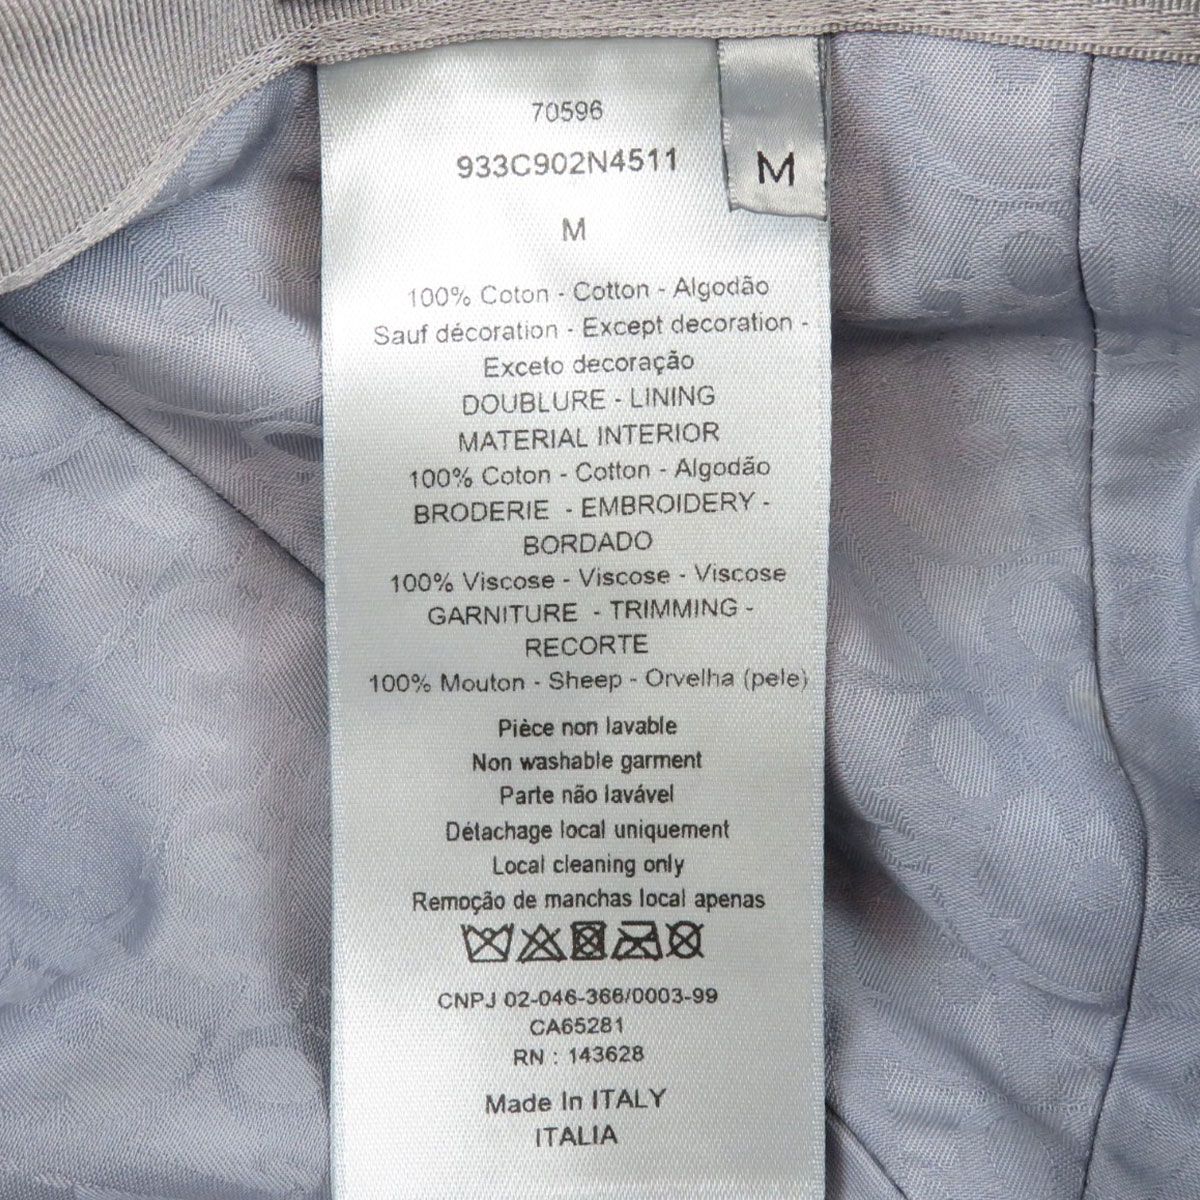 70596
933C902N4511
M
M
100% Coton - Cotton - Algodão
Sauf décoration - Except decoration -
Exceto decoração
DOUBLURE - LINING
MATERIAL INTERIOR
100% Coton - Cotton - Algodão
BRODERIE - EMBROIDERY -
BORDADO
100% Viscose - Viscose - Viscose
GARNITURE - TRIMMING -
RECORTE
100% Mouton - Sheep - Orvelha (pele)
Pièce non lavable
Non washable garment
Parte não lavável
Détachage local uniquement
Local cleaning only
Remoção de manchas local apenas
CNPJ 02-046-366/0003-99
CA65281
RN : 143628
Made In ITALY
ITALIA